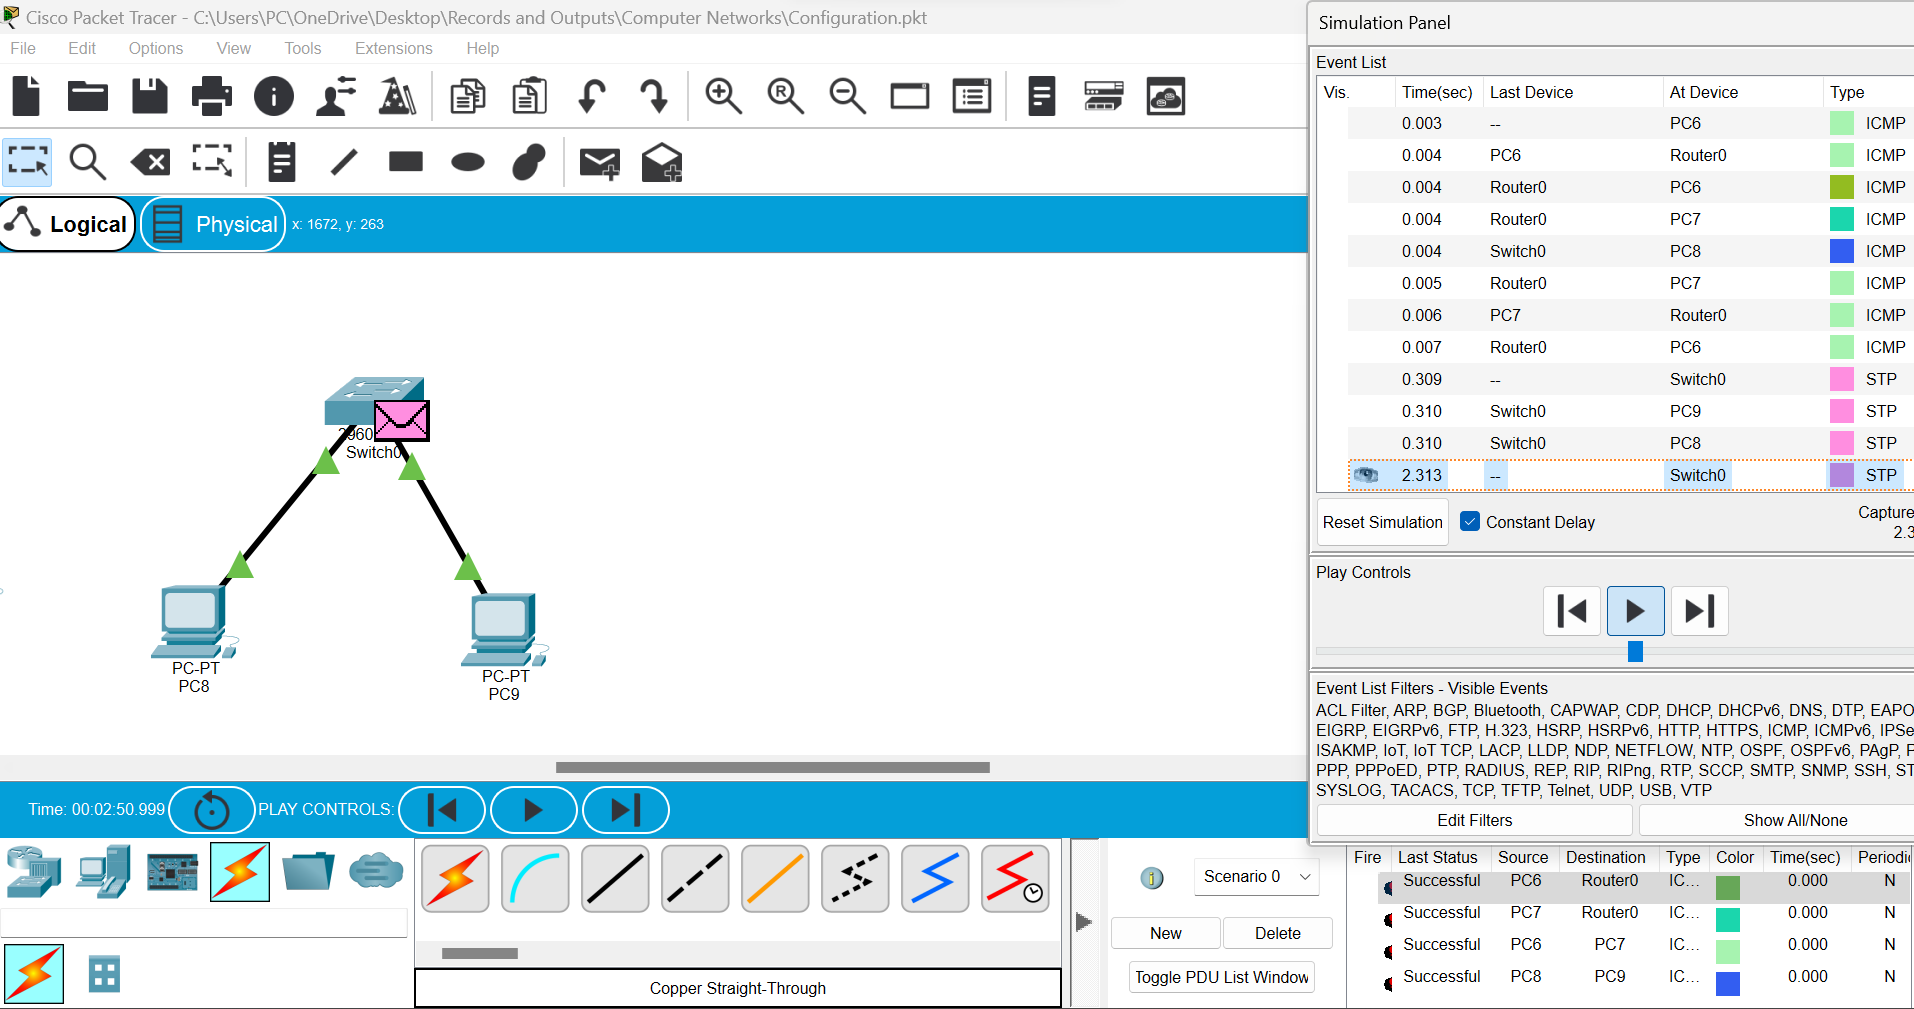 Cisco Packet Tracer - C:\Users\PC\OneDrive\Desktop\Records and Outputs\Computer Networks\Configuration.pkt
File Edit Options View Tools Extensions Help
Logical
Physical
x: 1672, y: 263
Switch0
PC-PT
PC8
PC-PT
PC9
Time: 00:02:50.999
PLAY CONTROLS:
Copper Straight-Through
Scenario 0
New
Delete
Toggle PDU List Window
Simulation Panel
Event List
Vis. Time(sec) Last Device At Device Type
0.003 -- PC6 ICMP
0.004 PC6 Router0 ICMP
0.004 Router0 PC6 ICMP
0.004 Router0 PC7 ICMP
0.004 Switch0 PC8 ICMP
0.005 Router0 PC7 ICMP
0.006 PC7 Router0 ICMP
0.007 Router0 PC6 ICMP
0.309 -- Switch0 STP
0.310 Switch0 PC9 STP
0.310 Switch0 PC8 STP
2.313 -- Switch0 STP
Reset Simulation
Constant Delay
Capture
2.3
Play Controls
Event List Filters - Visible Events
ACL Filter, ARP, BGP, Bluetooth, CAPWAP, CDP, DHCP, DHCPv6, DNS, DTP, EAPO
EIGRP, EIGRPv6, FTP, H.323, HSRP, HSRPv6, HTTP, HTTPS, ICMP, ICMPv6, IPSe
ISAKMP, IoT, IoT TCP, LACP, LLDP, NDP, NETFLOW, NTP, OSPF, OSPFv6, PAgP,
PPP, PPPoED, PTP, RADIUS, REP, RIP, RIPng, RTP, SCCP, SMTP, SNMP, SSH, ST
SYSLOG, TACACS, TCP, TFTP, Telnet, UDP, USB, VTP
Edit Filters
Show All/None
Fire Last Status Source Destination Type Color Time(sec) Periodi
Successful PC6 Router0 IC... 0.000 N
Successful PC7 Router0 IC... 0.000 N
Successful PC6 PC7 IC... 0.000 N
Successful PC8 PC9 IC... 0.000 N